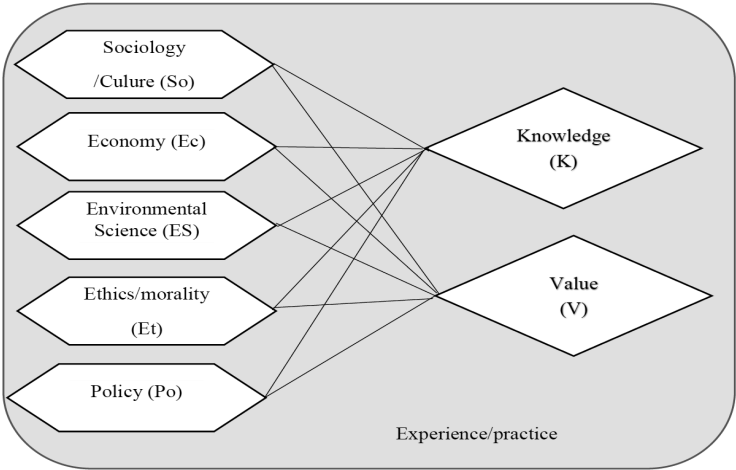 Sociology
/Culure (So)
Economy (Ec)
Environmental
Science (ES)
Ethics/morality
(Et)
Policy (Po)
Knowledge
(K)
Value
(V)
Experience/practice